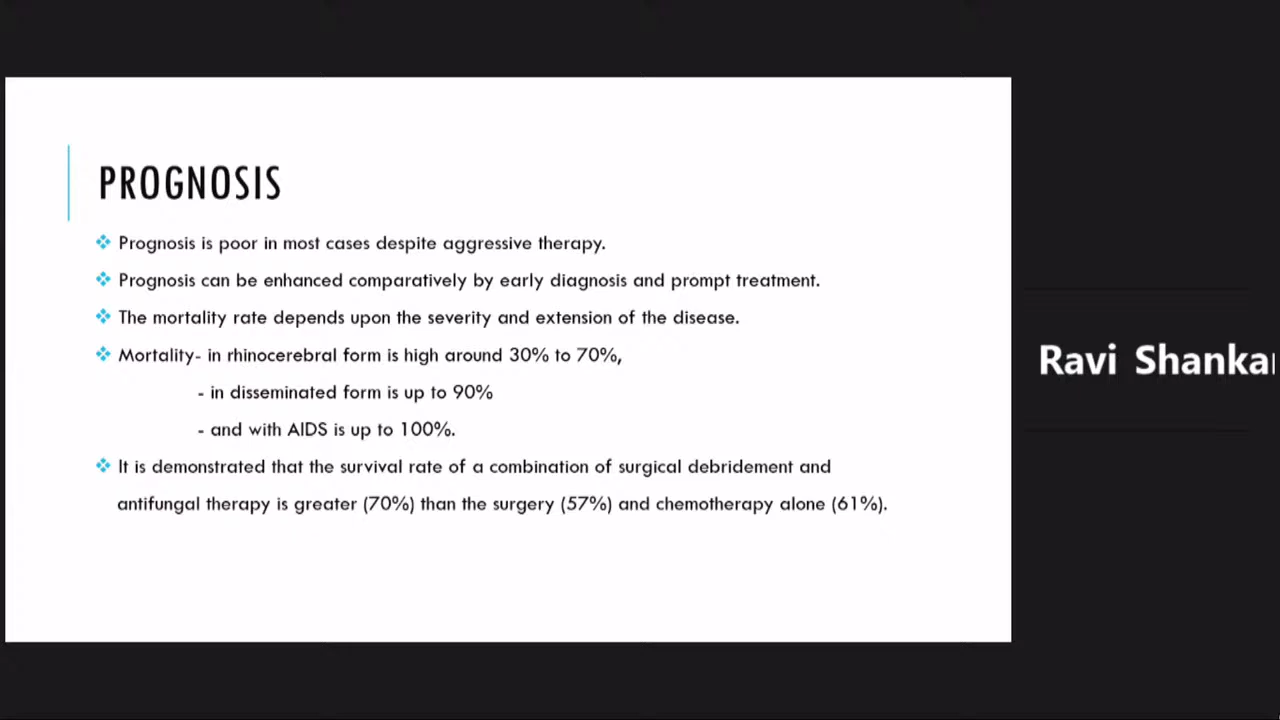 PROGNOSIS
Prognosis is poor in most cases despite aggressive therapy.
Prognosis can be enhanced comparatively by early diagnosis and prompt treatment.
The mortality rate depends upon the severity and extension of the disease.
Mortality- in rhinocerebral form is high around 30% to 70%,
- in disseminated form is up to 90%
- and with AIDS is up to 100%.
It is demonstrated that the survival rate of a combination of surgical debridement and
antifungal therapy is greater (70%) than the surgery (57%) and chemotherapy alone (61%).
Ravi Shankar